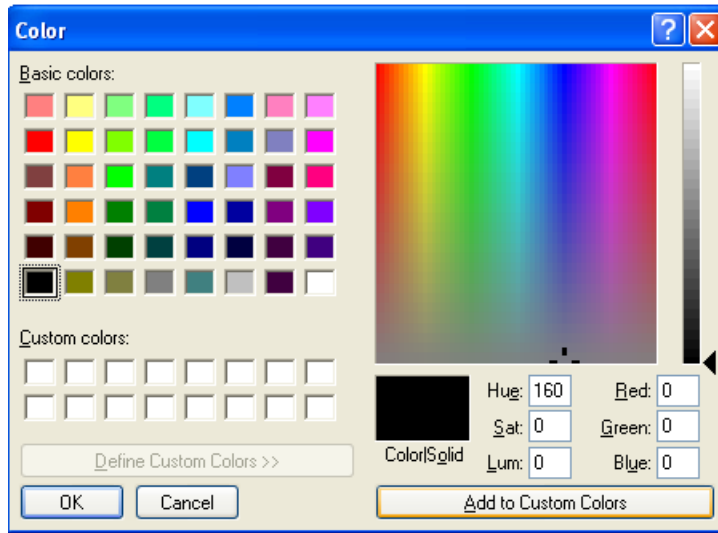 Color
Basic colors:
Custom colors:
Define Custom Colors >>
OK Cancel
Color|Solid
Hue: 160 Red: 0
Sat: 0 Green: 0
Lum: 0 Blue: 0
Add to Custom Colors